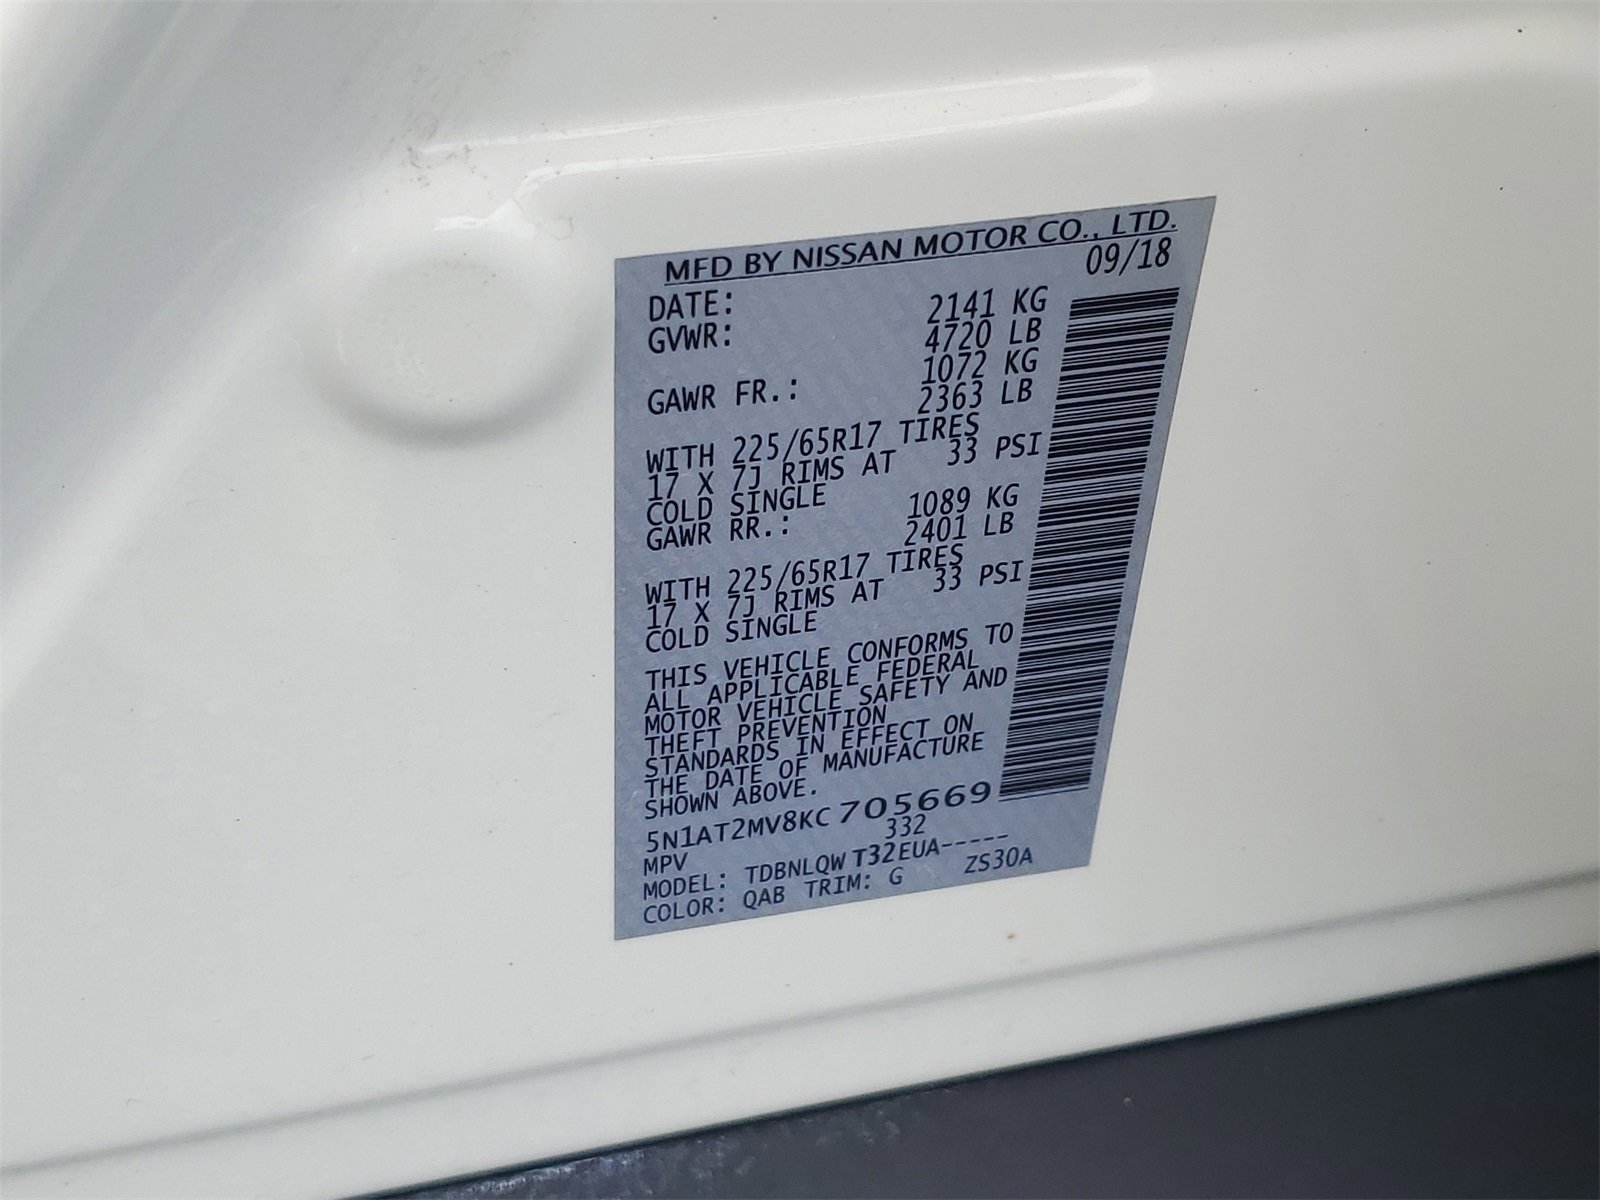 MFD BY NISSAN MOTOR CO., LTD.
DATE: 09/18
GVWR: 2141 KG
4720 LB
GAWR FR.: 1072 KG
2363 LB
WITH 225/65R17 TIRES
17 X 7J RIMS AT 33 PSI
COLD SINGLE
GAWR RR.: 1089 KG
2401 LB
WITH 225/65R17 TIRES
17 X 7J RIMS AT 33 PSI
COLD SINGLE
THIS VEHICLE CONFORMS TO
ALL APPLICABLE FEDERAL
MOTOR VEHICLE SAFETY AND
THEFT PREVENTION
STANDARDS IN EFFECT ON
THE DATE OF MANUFACTURE
SHOWN ABOVE.
5N1AT2MV8KC705669
MPV 332
MODEL: TDBNLQWT32EUA-----
COLOR: QAB TRIM: G ZS30A